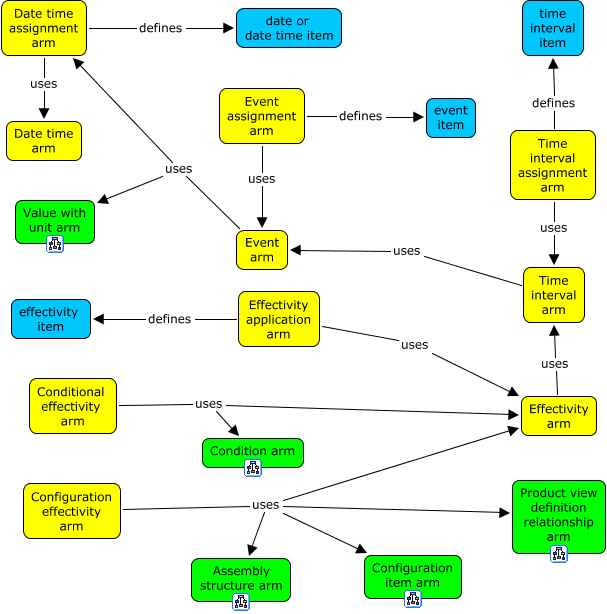 Date time
assignment
arm
defines
date or
date time item
time
interval
item
uses
defines
Event
assignment
arm
defines
event
item
Date time
arm
Time
interval
assignment
arm
uses
uses
Value with
unit arm
uses
Event
arm
uses
Time
interval
arm
effectivity
item
defines
Effectivity
application
arm
uses
uses
Conditional
effectivity
arm
uses
Effectivity
arm
Condition arm
Configuration
effectivity
arm
uses
Product view
definition
relationship
arm
Assembly
structure arm
Configuration
item arm